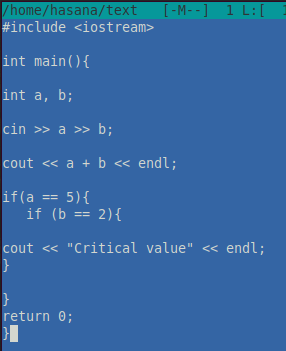 /home/hasana/text [-M--] 1 L:[
#include <iostream>
int main(){
int a, b;
cin >> a >> b;
cout << a + b << endl;
if(a == 5){
if (b == 2){
cout << "Critical value" << endl;
}
}
return 0;
}